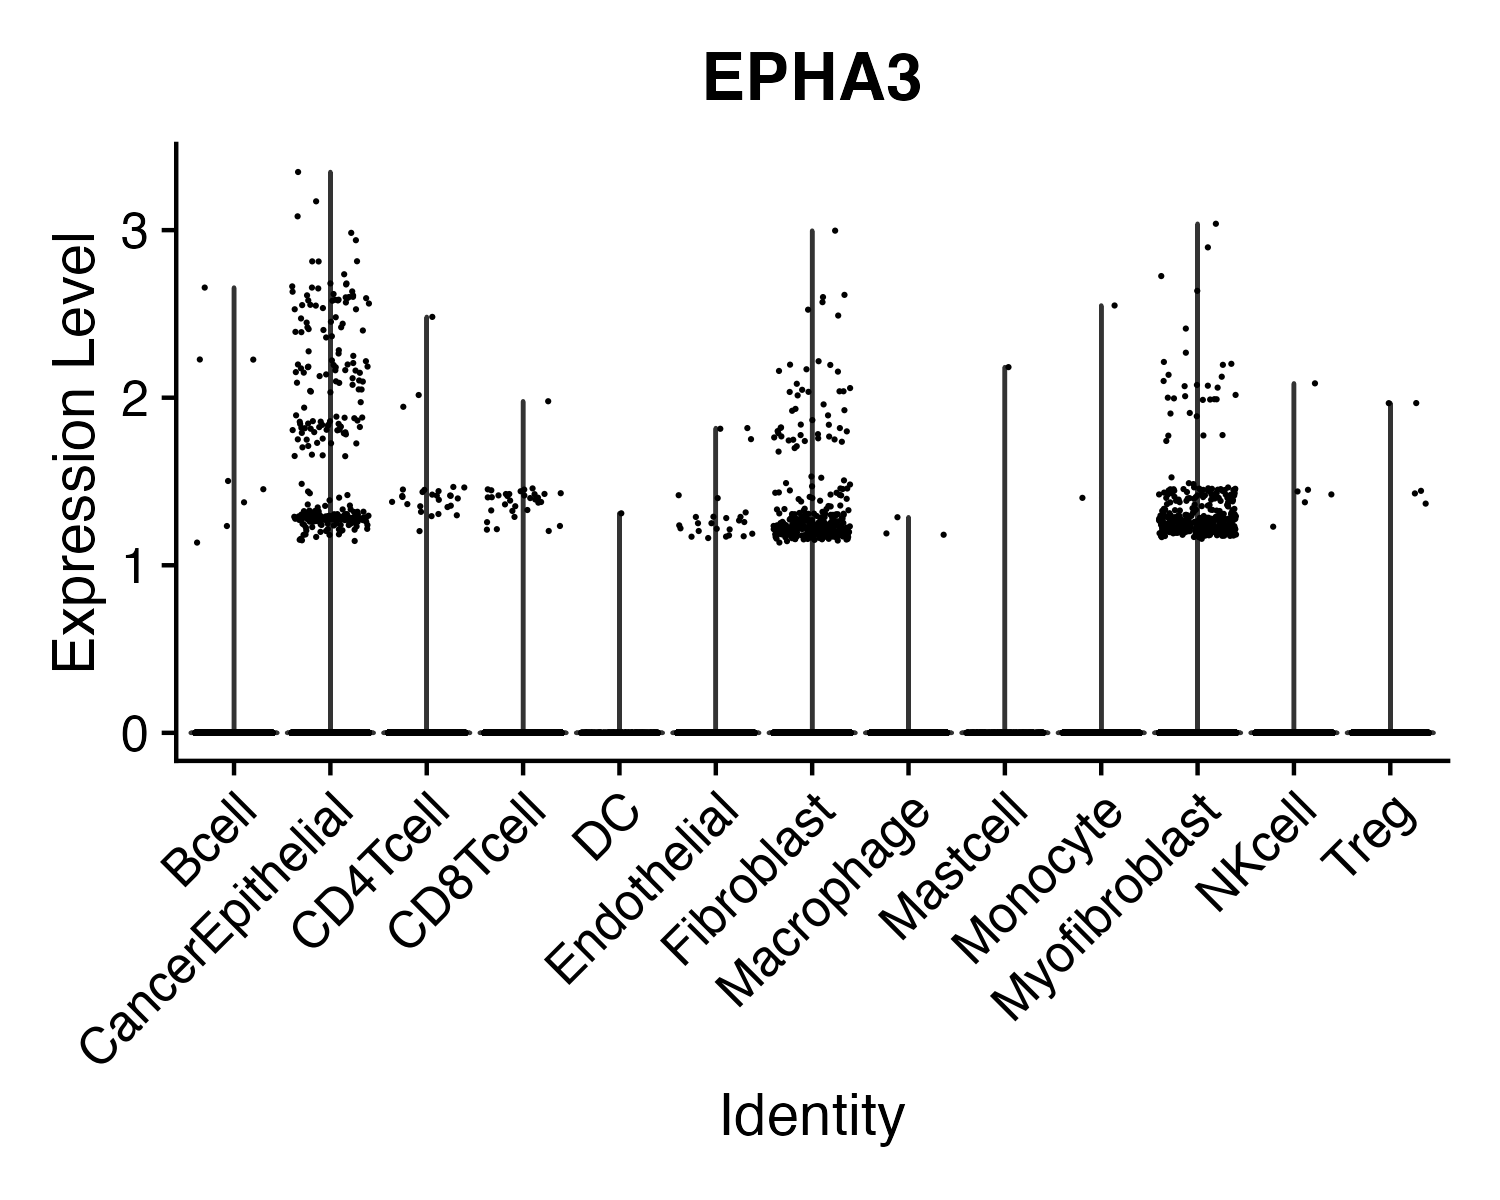 EPHA3
Expression Level
3
2
1
0
Bcell
CancerEpithelial
CD4Tcell
CD8Tcell
DC
Endothelial
Fibroblast
Macrophage
Mastcell
Monocyte
Myofibroblast
NKcell
Treg
Identity